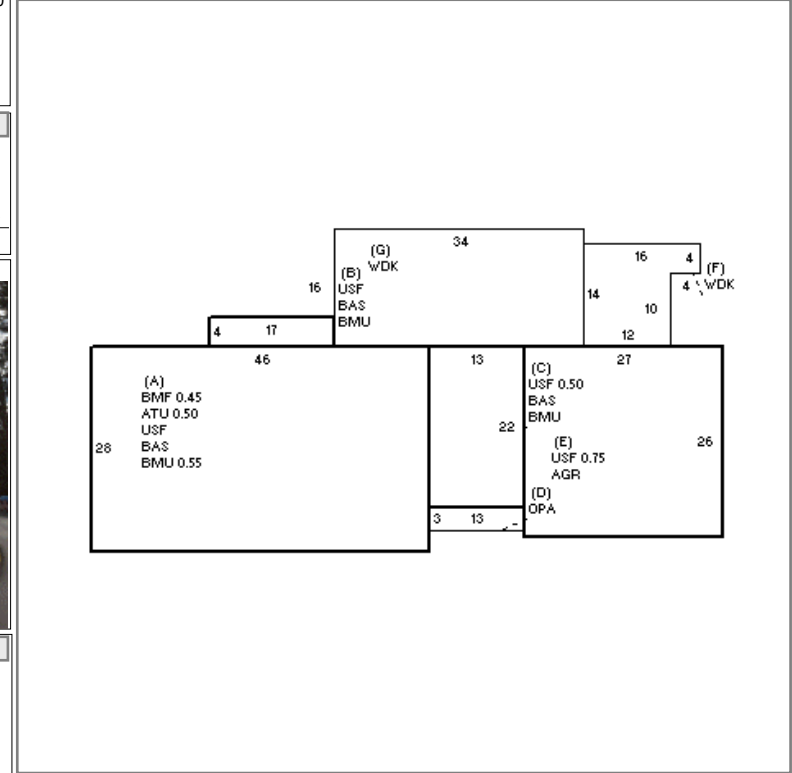 34
(G)
WDK
16
4
(F)
4
WDK
(B)
USF
BAS
BMU
16
14
10
4
17
12
46
13
27
(A)
BMF 0.45
ATU 0.50
USF
BAS
BMU 0.55
28
(C)
USF 0.50
BAS
BMU
22
(E)
USF 0.75
AGR
26
(D)
OPA
3
13